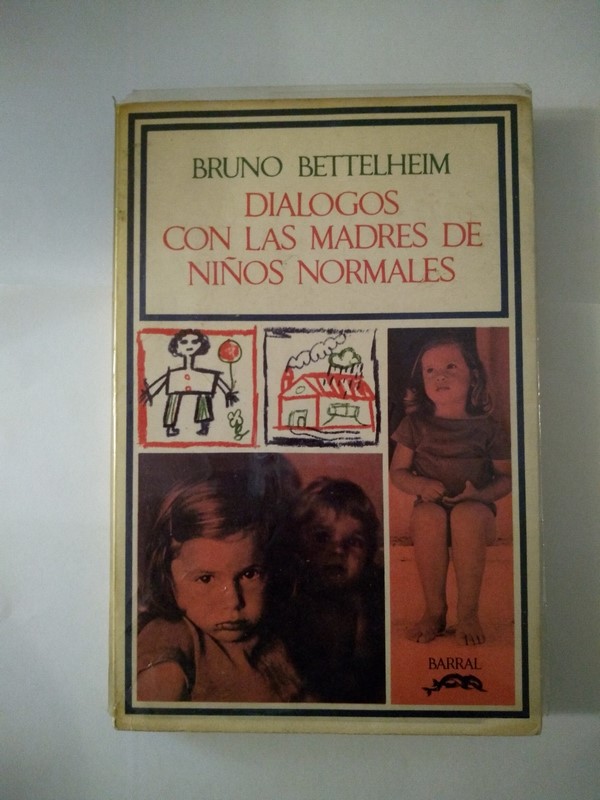 BRUNO BETTELHEIM
DIALOGOS
CON LAS MADRES DE
NIÑOS NORMALES
BARRAL